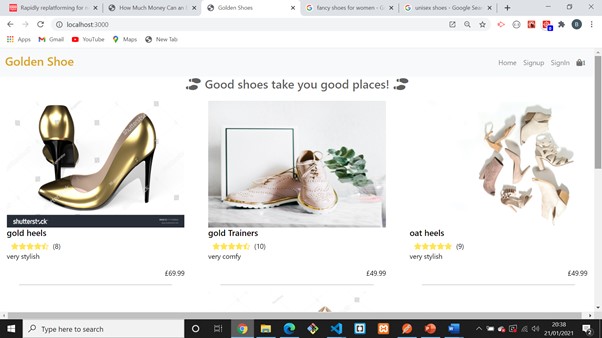 Rapidly replatforming for
How Much Money Can an
Golden Shoes
fancy shoes for women - G
unisex shoes - Google Sea
localhost:3000
Apps
Gmail
YouTube
Maps
New Tab
Golden Shoe
Home
Signup
SignIn
Good shoes take you good places!
shutterstock
gold heels
(8)
very stylish
£69.99
gold Trainers
(10)
very comfy
£49.99
oat heels
(9)
very stylish
£49.99
Type here to search
20:38
21/01/2021